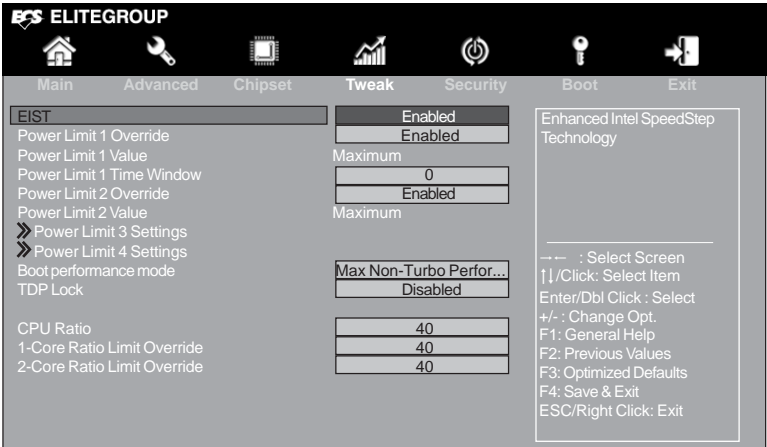 ECS ELITEGROUP
Main Advanced Chipset Tweak Security Boot Exit
EIST Enabled
Power Limit 1 Override Enabled
Power Limit 1 Value Maximum
Power Limit 1 Time Window 0
Power Limit 2 Override Enabled
Power Limit 2 Value Maximum
Power Limit 3 Settings
Power Limit 4 Settings
Boot performance mode Max Non-Turbo Perfor...
TDP Lock Disabled
CPU Ratio 40
1-Core Ratio Limit Override 40
2-Core Ratio Limit Override 40
Enhanced Intel SpeedStep
Technology
→← : Select Screen
↑↓/Click: Select Item
Enter/Dbl Click : Select
+/- : Change Opt.
F1: General Help
F2: Previous Values
F3: Optimized Defaults
F4: Save & Exit
ESC/Right Click: Exit